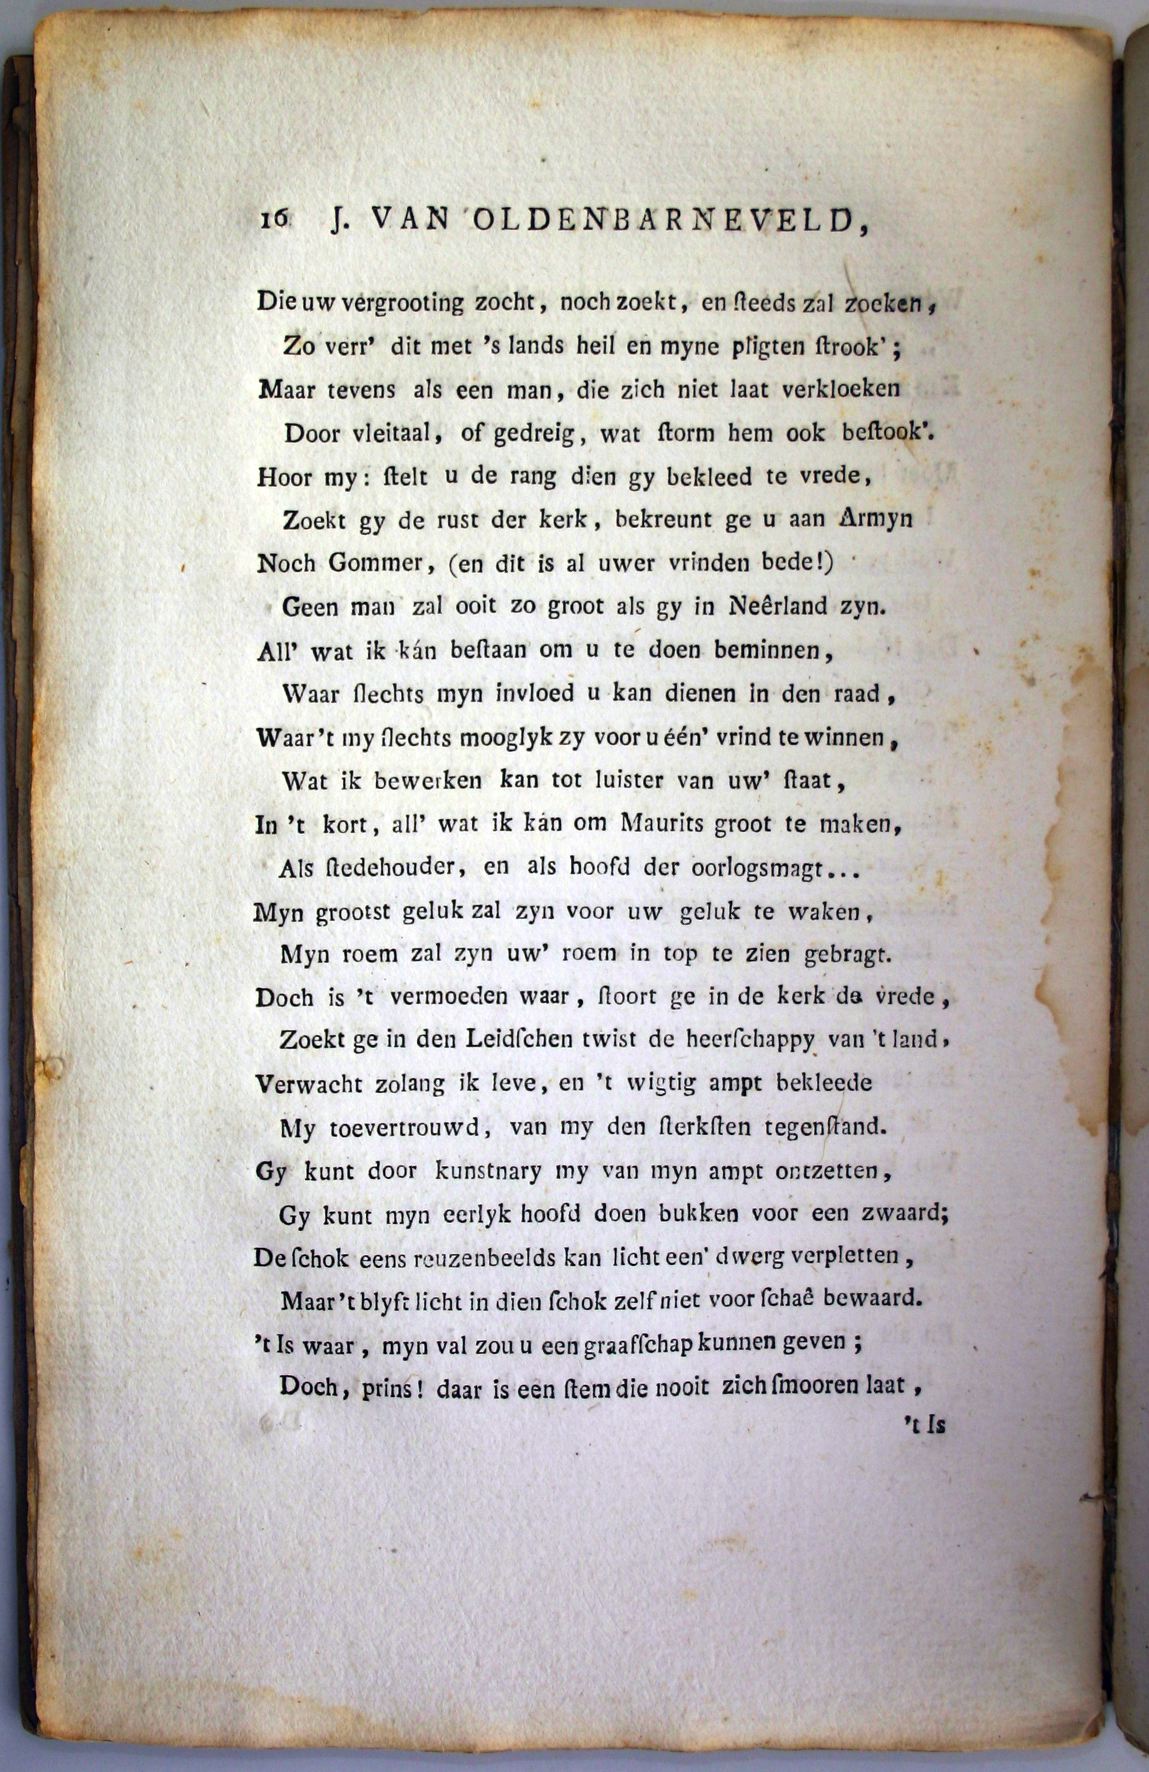 16 J. VAN OLDENBARNEVELD,
Die uw vergrooting zocht, noch zoekt, en ſteeds zal zoeken,
Zo verr’ dit met ’s lands heil en myne pligten ſtrook’;
Maar tevens als een man, die zich niet laat verkloeken
Door vleitaal, of gedreig, wat ſtorm hem ook beſtook’.
Hoor my: ſtelt u de rang dien gy bekleed te vrede,
Zoekt gy de rust der kerk, bekreunt ge u aan Armyn
Noch Gommer, (en dit is al uwer vrinden bede!)
Geen man zal ooit zo groot als gy in Neêrland zyn.
All’ wat ik kán beſtaan om u te doen beminnen,
Waar ſlechts myn invloed u kan dienen in den raad,
Waar ’t my ſlechts mooglyk zy voor u één’ vrind te winnen,
Wat ik bewerken kan tot luister van uw’ ſtaat,
In ’t kort, all’ wat ik kán om Maurits groot te maken,
Als ſtedehouder, en als hoofd der oorlogsmagt...
Myn grootst geluk zal zyn voor uw geluk te waken,
Myn roem zal zyn uw’ roem in top te zien gebragt.
Doch is ’t vermoeden waar, ſtoort ge in de kerk de vrede,
Zoekt ge in den Leidſchen twist de heerſchappy van ’t land,
Verwacht zolang ik leve, en ’t wigtig ampt bekleede
My toevertrouwd, van my den ſterkſten tegenſtand.
Gy kunt door kunstnary my van myn ampt ontzetten,
Gy kunt myn eerlyk hoofd doen bukken voor een zwaard;
De ſchok eens reuzenbeelds kan licht een’ dwerg verpletten,
Maar ’t blyft licht in dien ſchok zelf niet voor ſchaê bewaard.
’t Is waar, myn val zou u een graafſchap kunnen geven;
Doch, prins! daar is een ſtem die nooit zich ſmooren laat,
’t Is